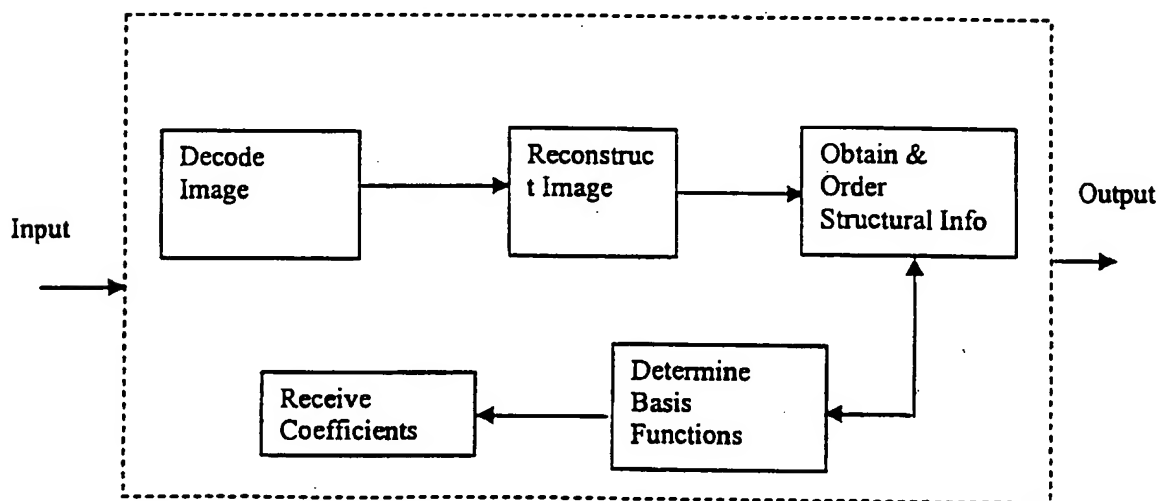 Decode
Image
Reconstruc
t Image
Obtain &
Order
Structural Info
Output
Input
Determine
Basis
Functions
Receive
Coefficients